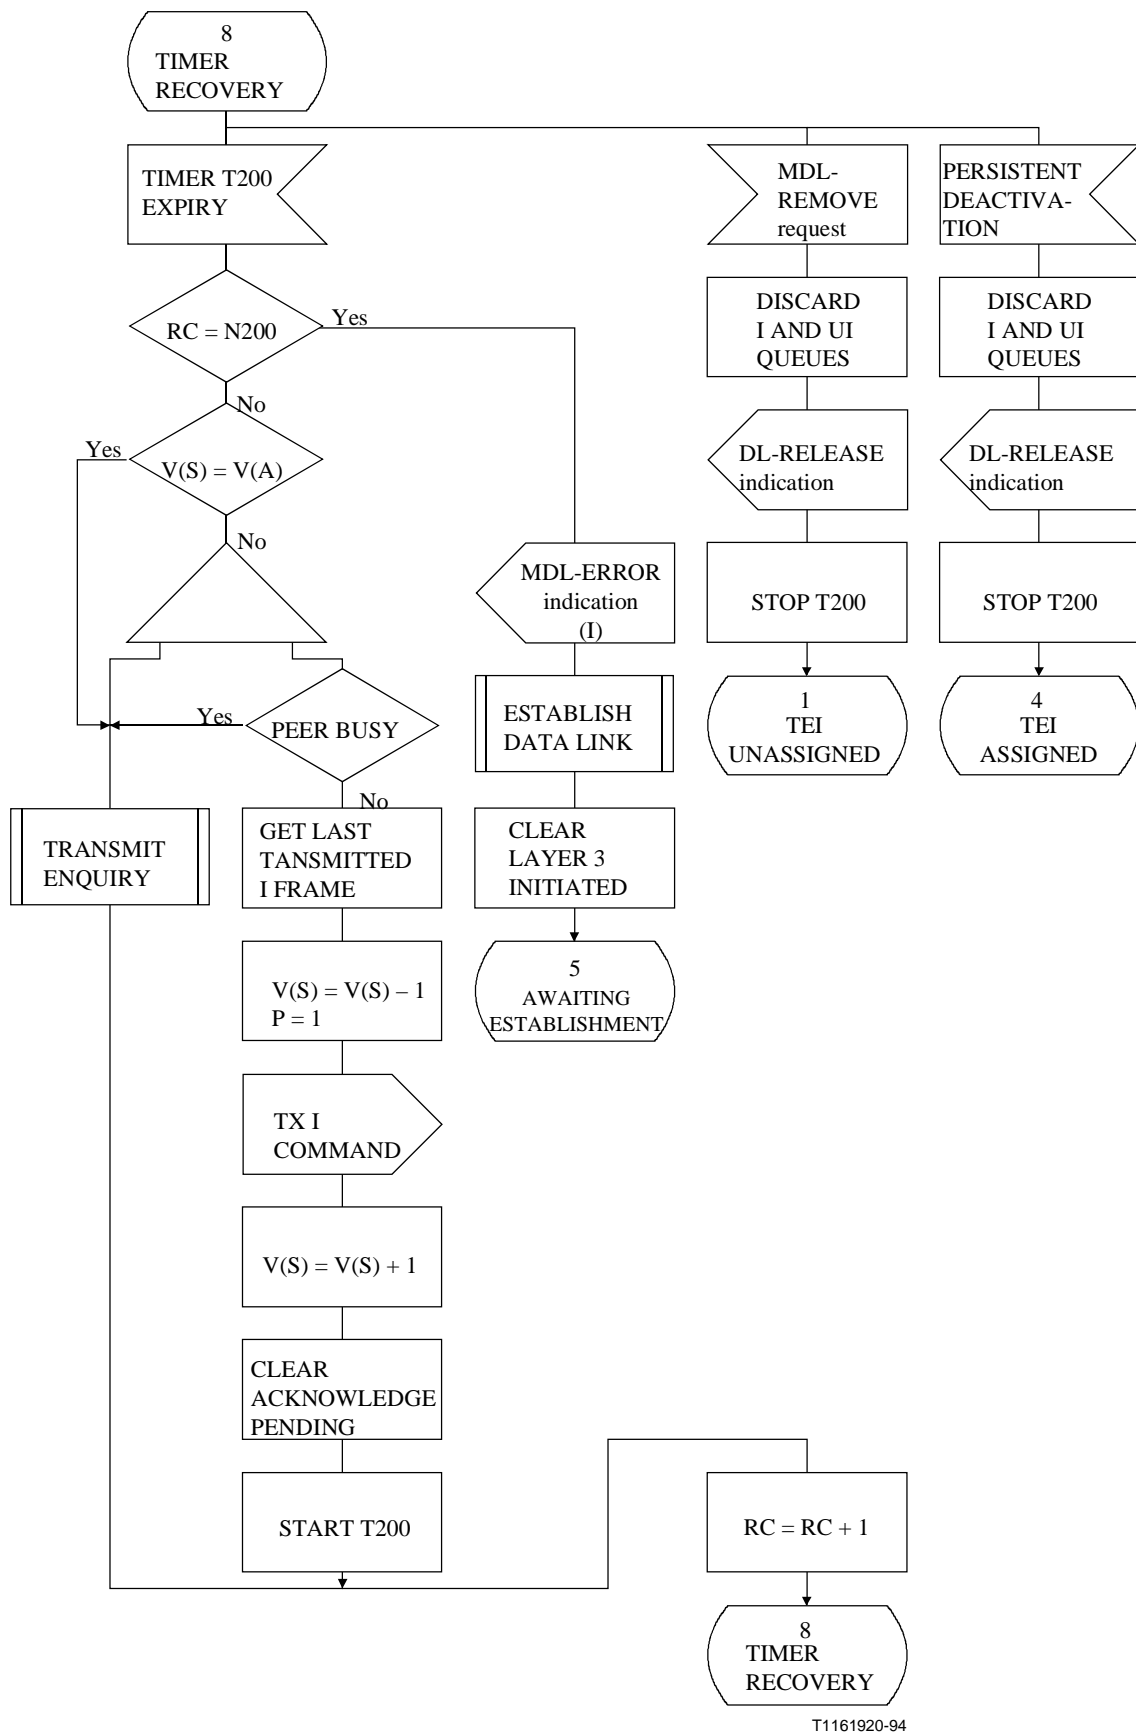 8
TIMER
RECOVERY
TIMER T200
EXPIRY
MDL-
REMOVE
request
PERSISTENT
DEACTIVA-
TION
RC = N200
Yes
No
DISCARD
I AND UI
QUEUES
DISCARD
I AND UI
QUEUES
Yes
V(S) = V(A)
No
DL-RELEASE
indication
DL-RELEASE
indication
MDL-ERROR
indication
(I)
STOP T200
STOP T200
Yes
PEER BUSY
No
ESTABLISH
DATA LINK
1
TEI
UNASSIGNED
4
TEI
ASSIGNED
TRANSMIT
ENQUIRY
GET LAST
TANSMITTED
I FRAME
CLEAR
LAYER 3
INITIATED
V(S) = V(S) – 1
P = 1
5
AWAITING
ESTABLISHMENT
TX I
COMMAND
V(S) = V(S) + 1
CLEAR
ACKNOWLEDGE
PENDING
START T200
RC = RC + 1
8
TIMER
RECOVERY
T1161920-94